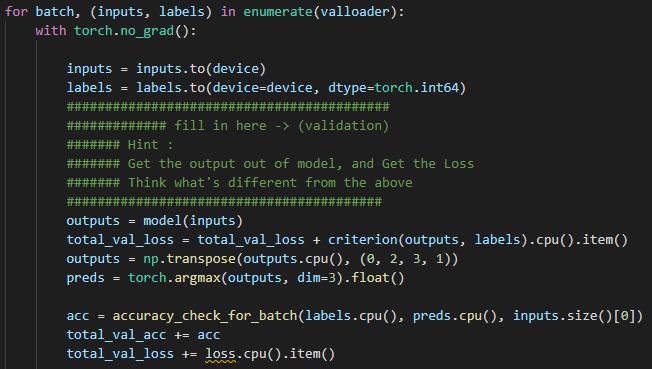 for batch, (inputs, labels) in enumerate(valloader):
    with torch.no_grad():

        inputs = inputs.to(device)
        labels = labels.to(device=device, dtype=torch.int64)
        ##########################################
        ############# fill in here -> (validation)
        ####### Hint :
        ####### Get the output out of model, and Get the Loss
        ####### Think what's different from the above
        #########################################
        outputs = model(inputs)
        total_val_loss = total_val_loss + criterion(outputs, labels).cpu().item()
        outputs = np.transpose(outputs.cpu(), (0, 2, 3, 1))
        preds = torch.argmax(outputs, dim=3).float()

        acc = accuracy_check_for_batch(labels.cpu(), preds.cpu(), inputs.size()[0])
        total_val_acc += acc
        total_val_loss += loss.cpu().item()